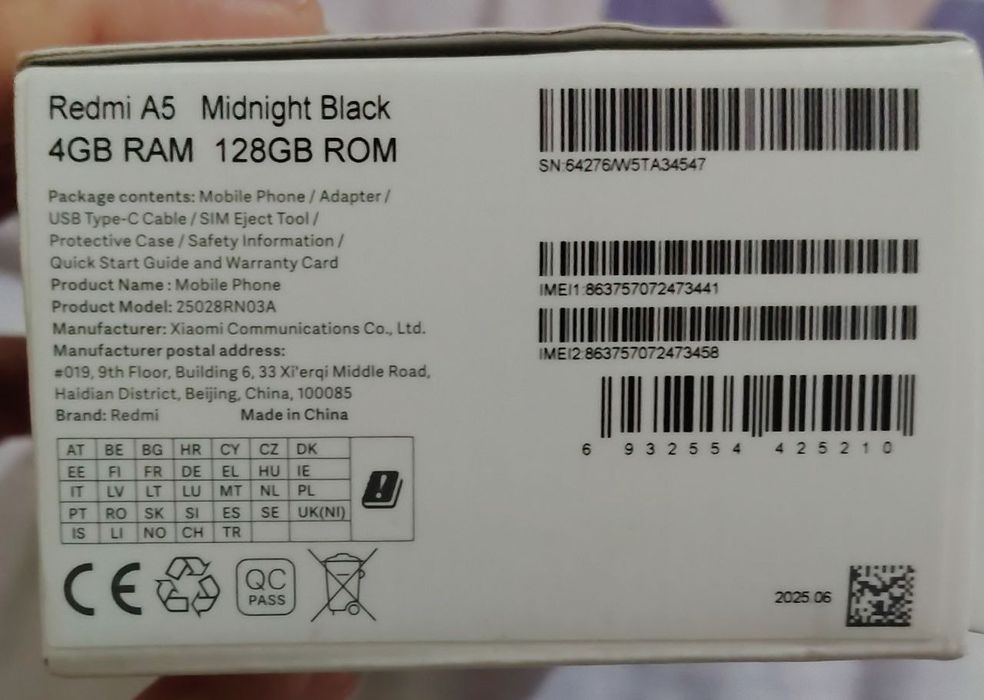 Redmi A5 Midnight Black
4GB RAM 128GB ROM
Package contents: Mobile Phone / Adapter /
USB Type-C Cable / SIM Eject Tool /
Protective Case / Safety Information /
Quick Start Guide and Warranty Card
Product Name : Mobile Phone
Product Model: 25028RN03A
Manufacturer: Xiaomi Communications Co., Ltd.
Manufacturer postal address:
#019, 9th Floor, Building 6, 33 Xi'erqi Middle Road,
Haidian District, Beijing, China, 100085
Brand: Redmi Made in China
AT BE BG HR CY CZ DK
EE FI FR DE EL HU IE
IT LV LT LU MT NL PL
PT RO SK SI ES SE UK(NI)
IS LI NO CH TR
!
CE
QC
PASS
SN:64276/W5TA34547
IMEI1:863757072473441
IMEI2:863757072473458
6 932554 425210
2025.06